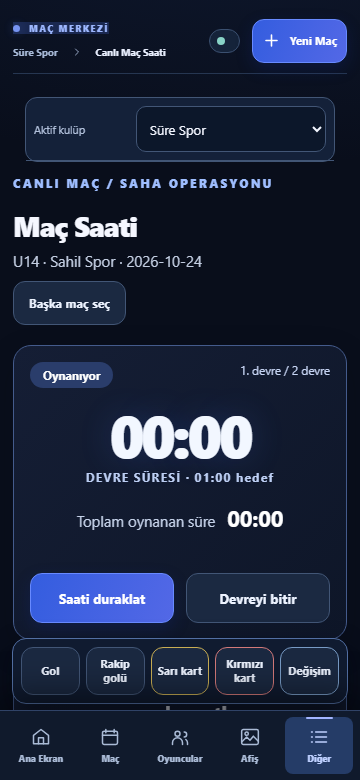 MAÇ MERKEZİ
Süre Spor > Canlı Maç Saati
+ Yeni Maç
Aktif kulüp
Süre Spor
CANLI MAÇ / SAHA OPERASYONU
Maç Saati
U14 · Sahil Spor · 2026-10-24
Başka maç seç
Oynanıyor
1. devre / 2 devre
00:00
DEVRE SÜRESİ · 01:00 hedef
Toplam oynanan süre 00:00
Saati duraklat
Devreyi bitir
Gol
Rakip golü
Sarı kart
Kırmızı kart
Değişim
Ana Ekran
Maç
Oyuncular
Afiş
Diğer